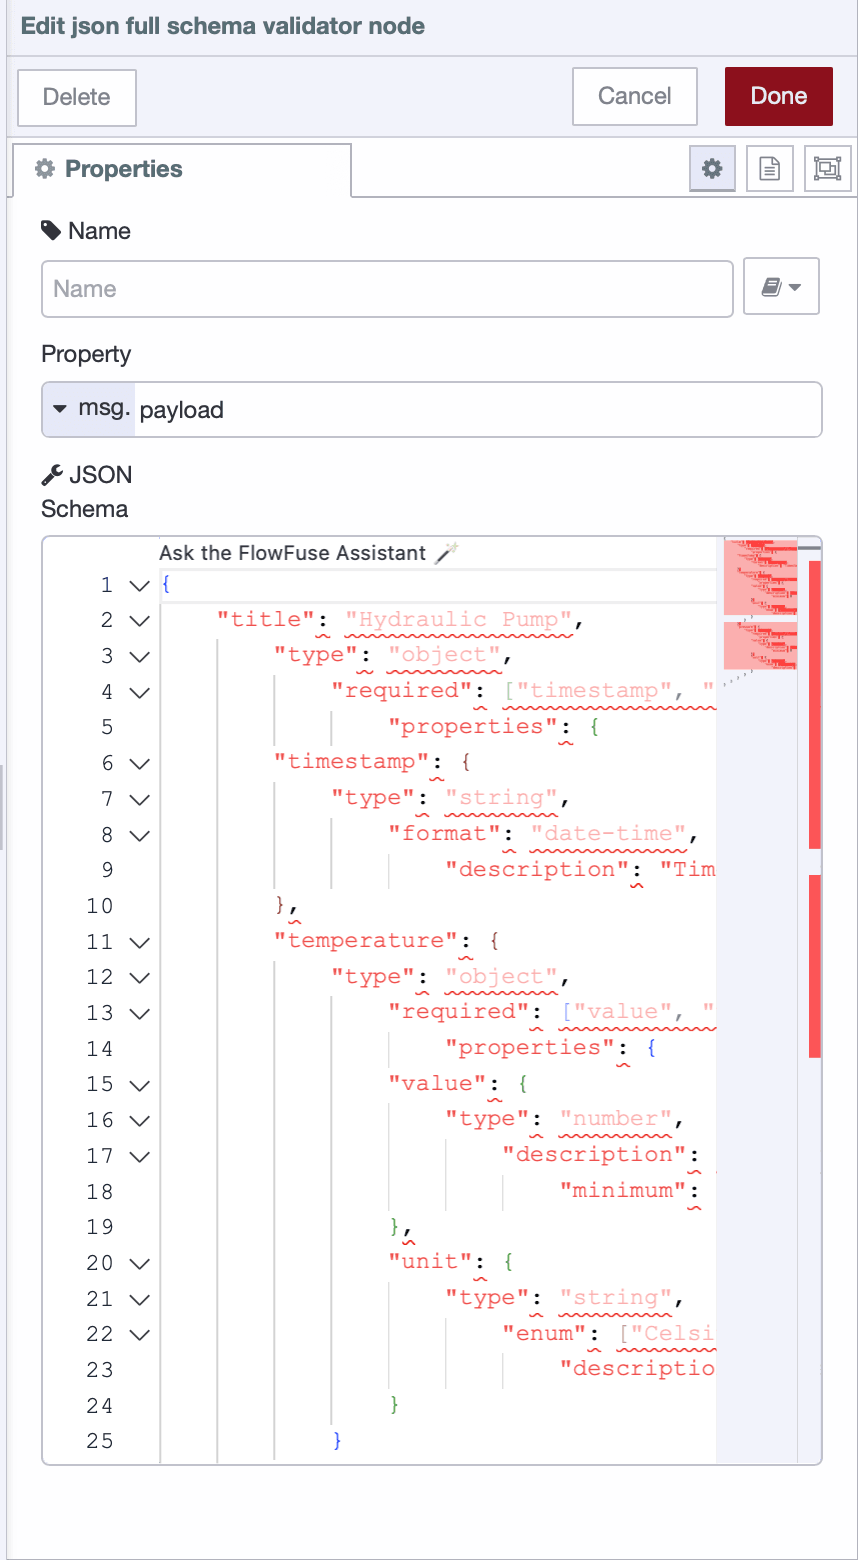 Edit json full schema validator node
Delete
Cancel
Done
Properties
Name
Name
Property
msg. payload
JSON
Schema
Ask the FlowFuse Assistant
1 {
2 "title": "Hydraulic Pump",
3 "type": "object",
4 "required": ["timestamp", "
5 "properties": {
6 "timestamp": {
7 "type": "string",
8 "format": "date-time",
9 "description": "Tim
10 },
11 "temperature": {
12 "type": "object",
13 "required": ["value", "
14 "properties": {
15 "value": {
16 "type": "number",
17 "description":
18 "minimum":
19 },
20 "unit": {
21 "type": "string",
22 "enum": ["Celsi
23 "descriptio
24 }
25 }